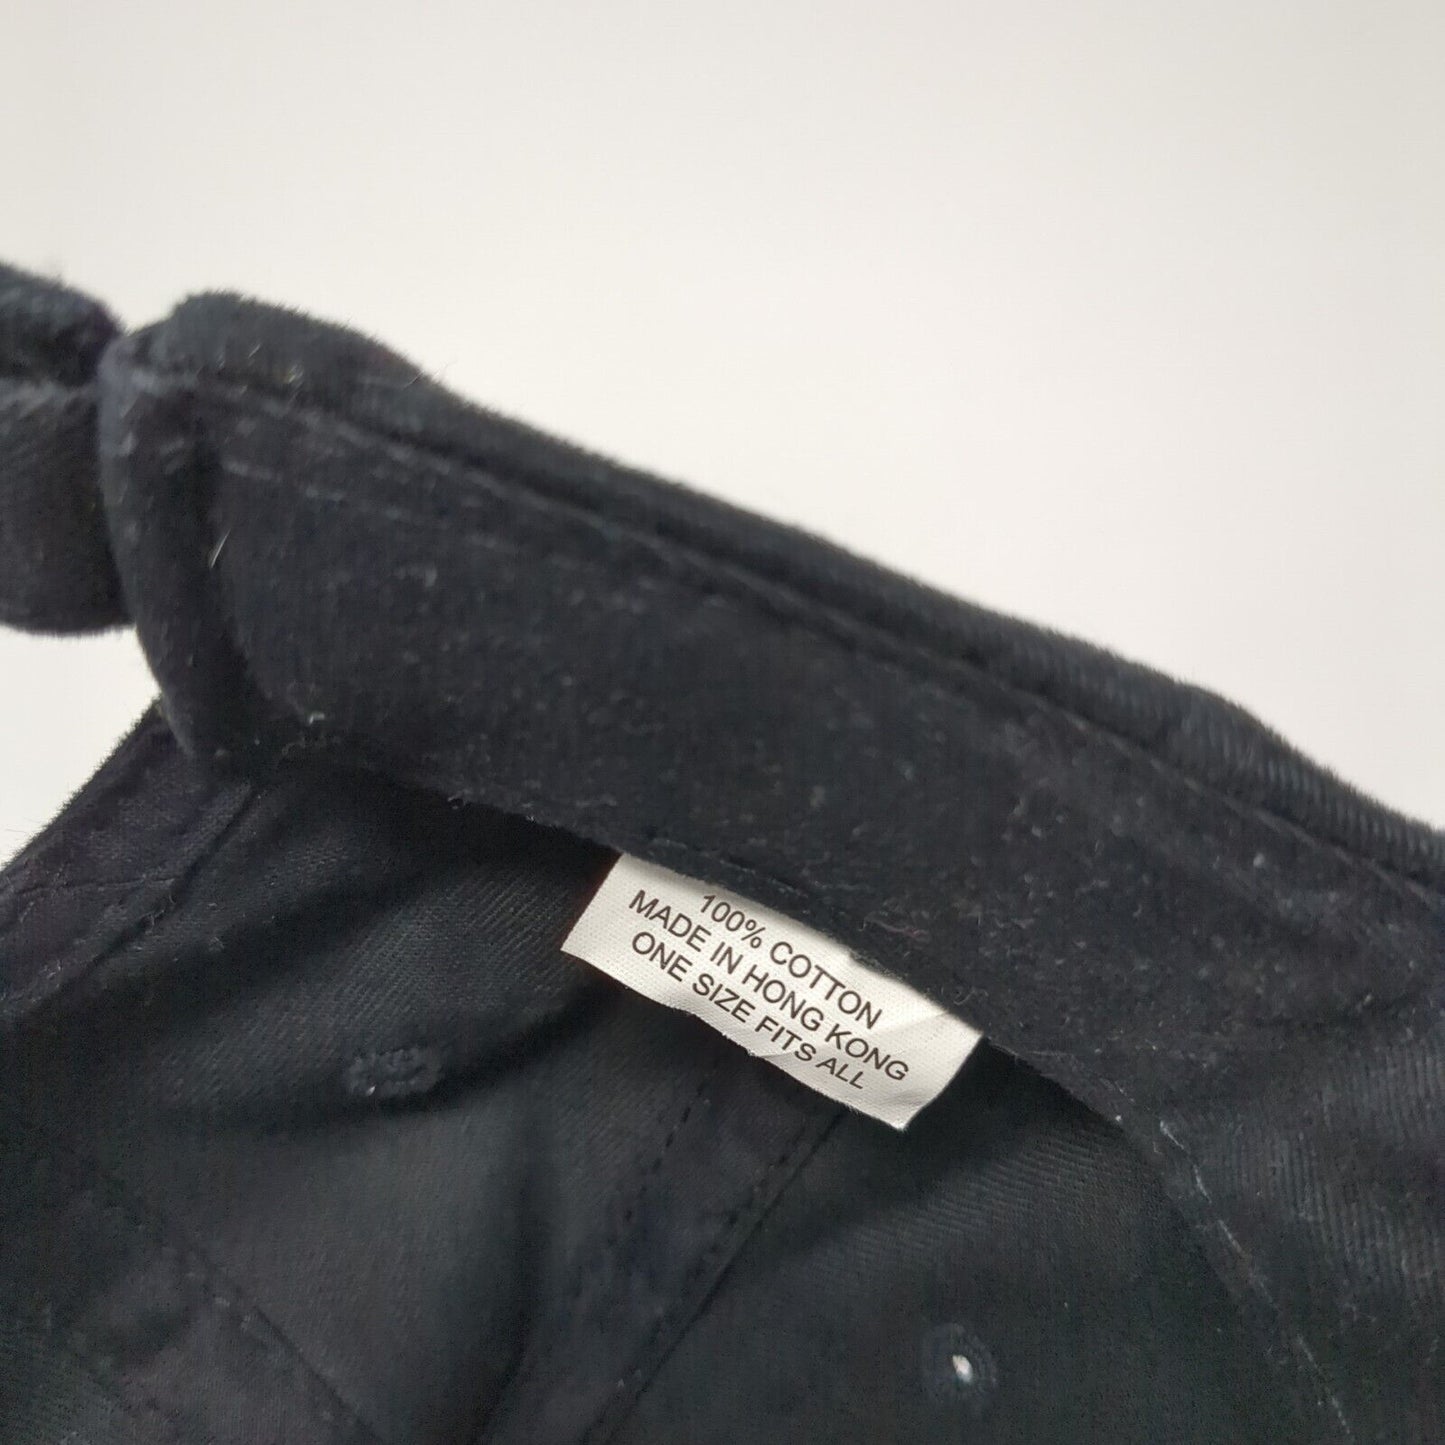 100% COTTON
MADE IN HONG KONG
ONE SIZE FITS ALL